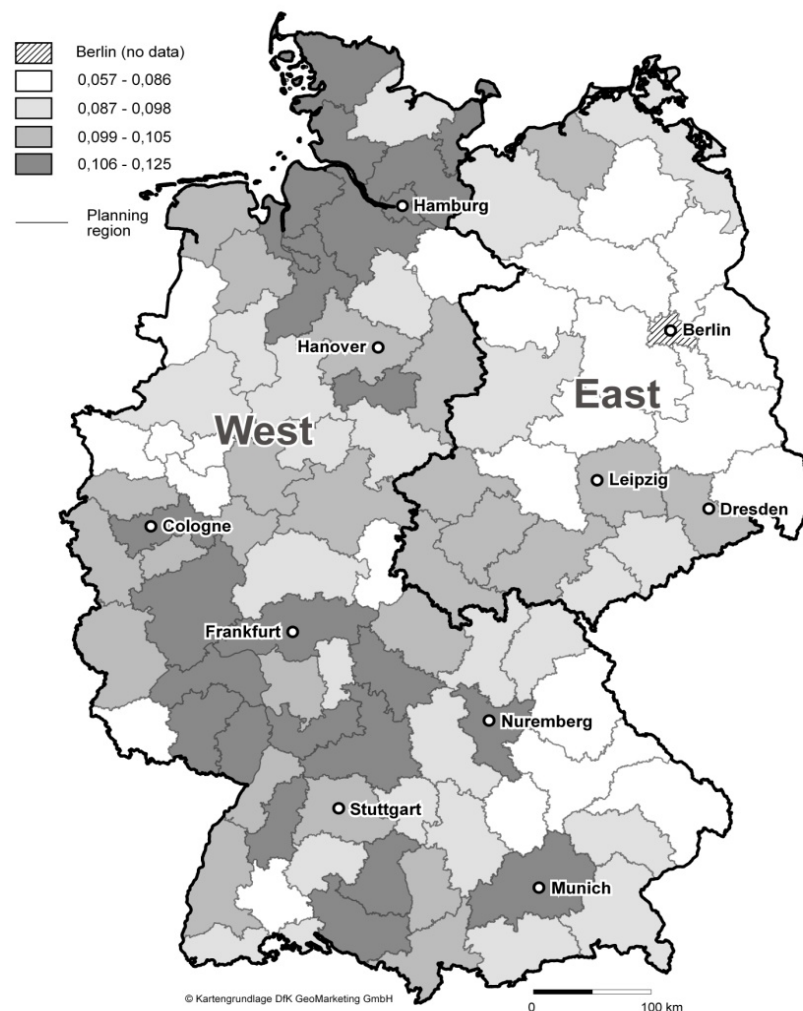 Berlin (no data)
0,057 - 0,086
0,087 - 0,098
0,099 - 0,105
0,106 - 0,125
Planning
region
Hamburg
Berlin
Hanover
East
West
Leipzig
Dresden
Cologne
Frankfurt
Nuremberg
Stuttgart
Munich
© Kartengrundlage DfK GeoMarketing GmbH
0 100 km